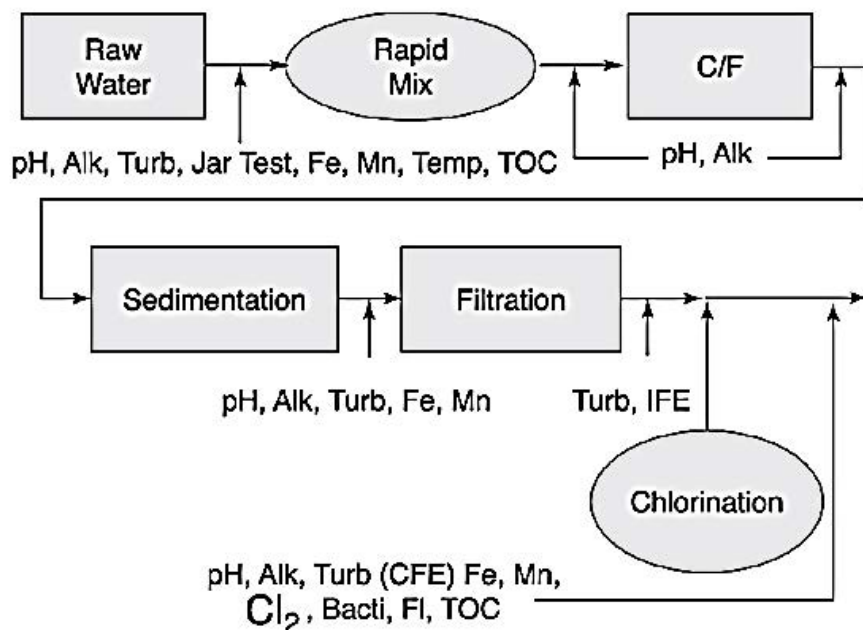 Raw
Water
Rapid
Mix
C/F
pH, Alk, Turb, Jar Test, Fe, Mn, Temp, TOC
pH, Alk
Sedimentation
Filtration
pH, Alk, Turb, Fe, Mn
Turb, IFE
Chlorination
pH, Alk, Turb (CFE) Fe, Mn,
Cl₂, Bacti, Fl, TOC